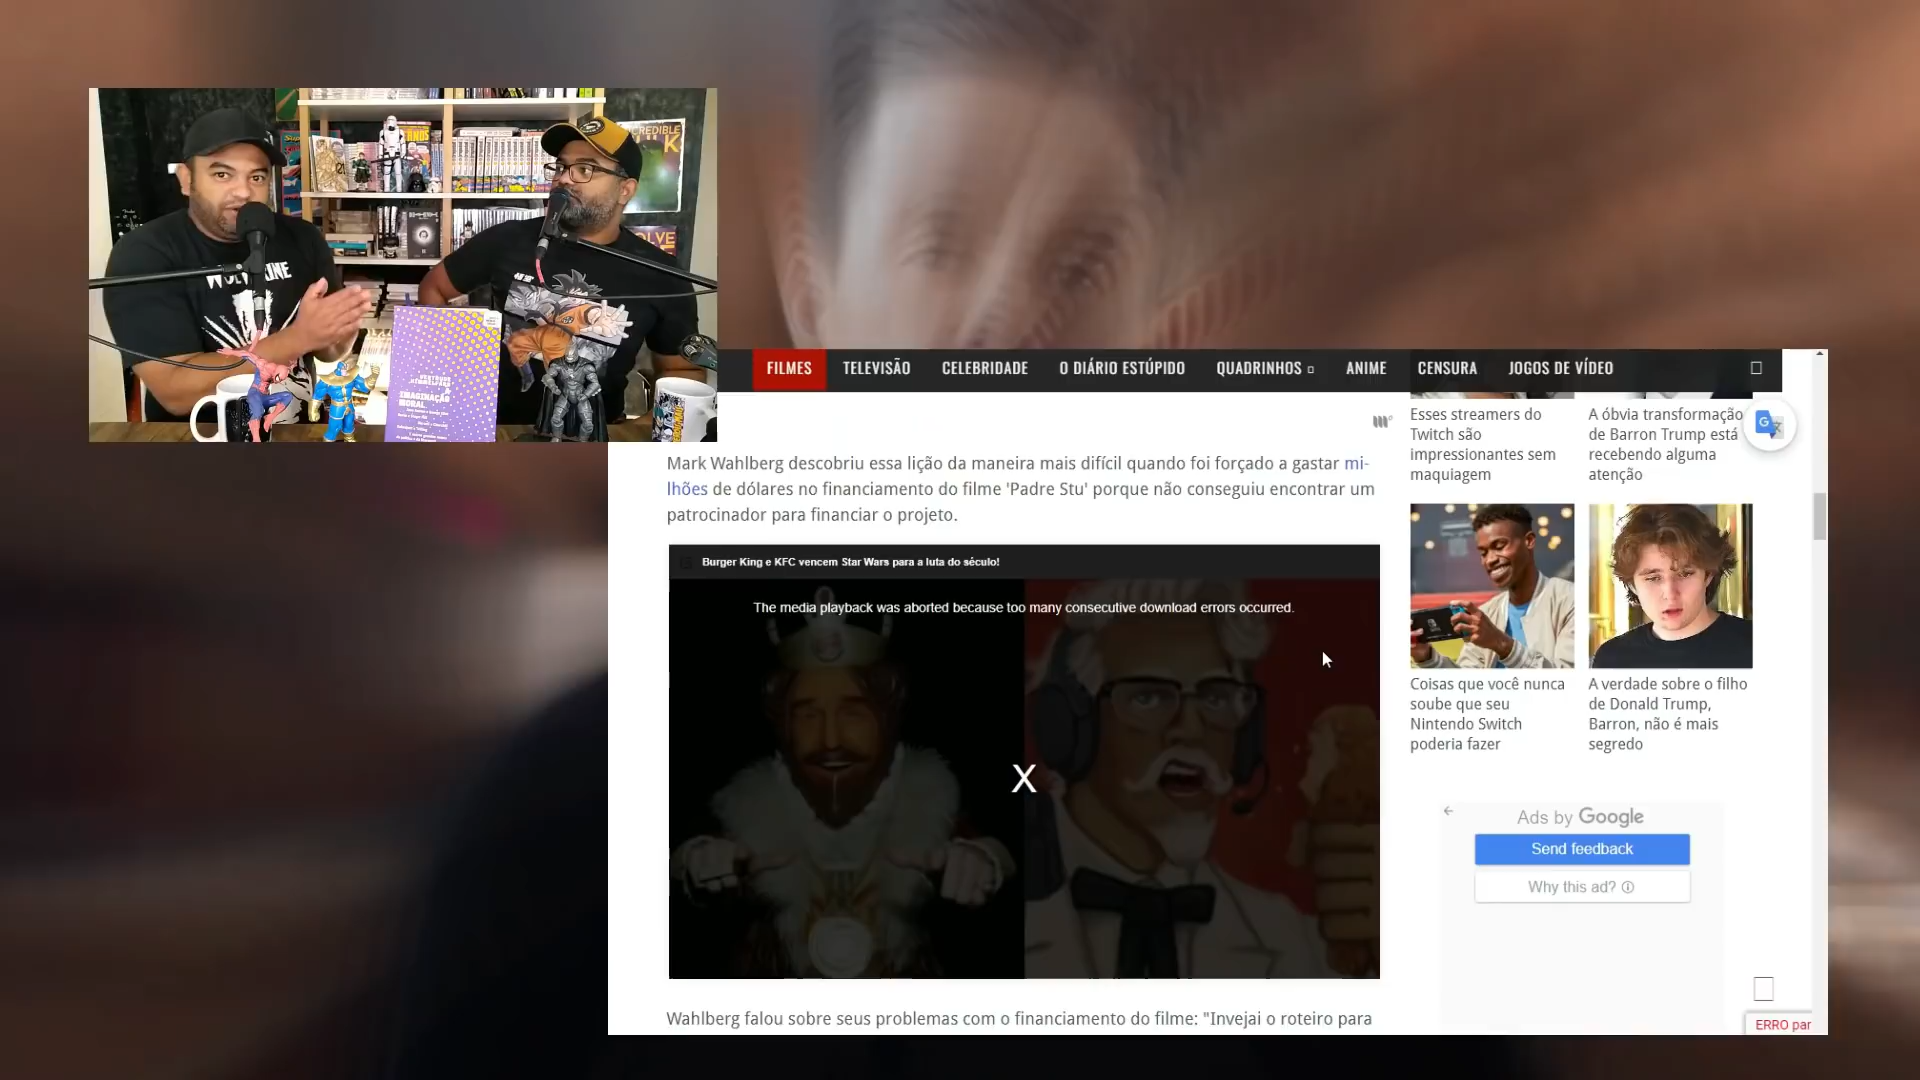 CREDIBLE
K
OLVE
WOLVERINE
IMAGINAÇÃO
MORAL
FILMES TELEVISÃO CELEBRIDADE O DIÁRIO ESTÚPIDO QUADRINHOS ANIME CENSURA JOGOS DE VÍDEO
Mark Wahlberg descobriu essa lição da maneira mais difícil quando foi forçado a gastar mi-
lhões de dólares no financiamento do filme 'Padre Stu' porque não conseguiu encontrar um
patrocinador para financiar o projeto.
Burger King e KFC vencem Star Wars para a luta do século!
The media playback was aborted because too many consecutive download errors occurred.
X
Wahlberg falou sobre seus problemas com o financiamento do filme: "Invejai o roteiro para
Esses streamers do
Twitch são
impressionantes sem
maquiagem
A óbvia transformação
de Barron Trump está
recebendo alguma
atenção
Coisas que você nunca
soube que seu
Nintendo Switch
poderia fazer
A verdade sobre o filho
de Donald Trump,
Barron, não é mais
segredo
Ads by Google
Send feedback
Why this ad?
ERRO par